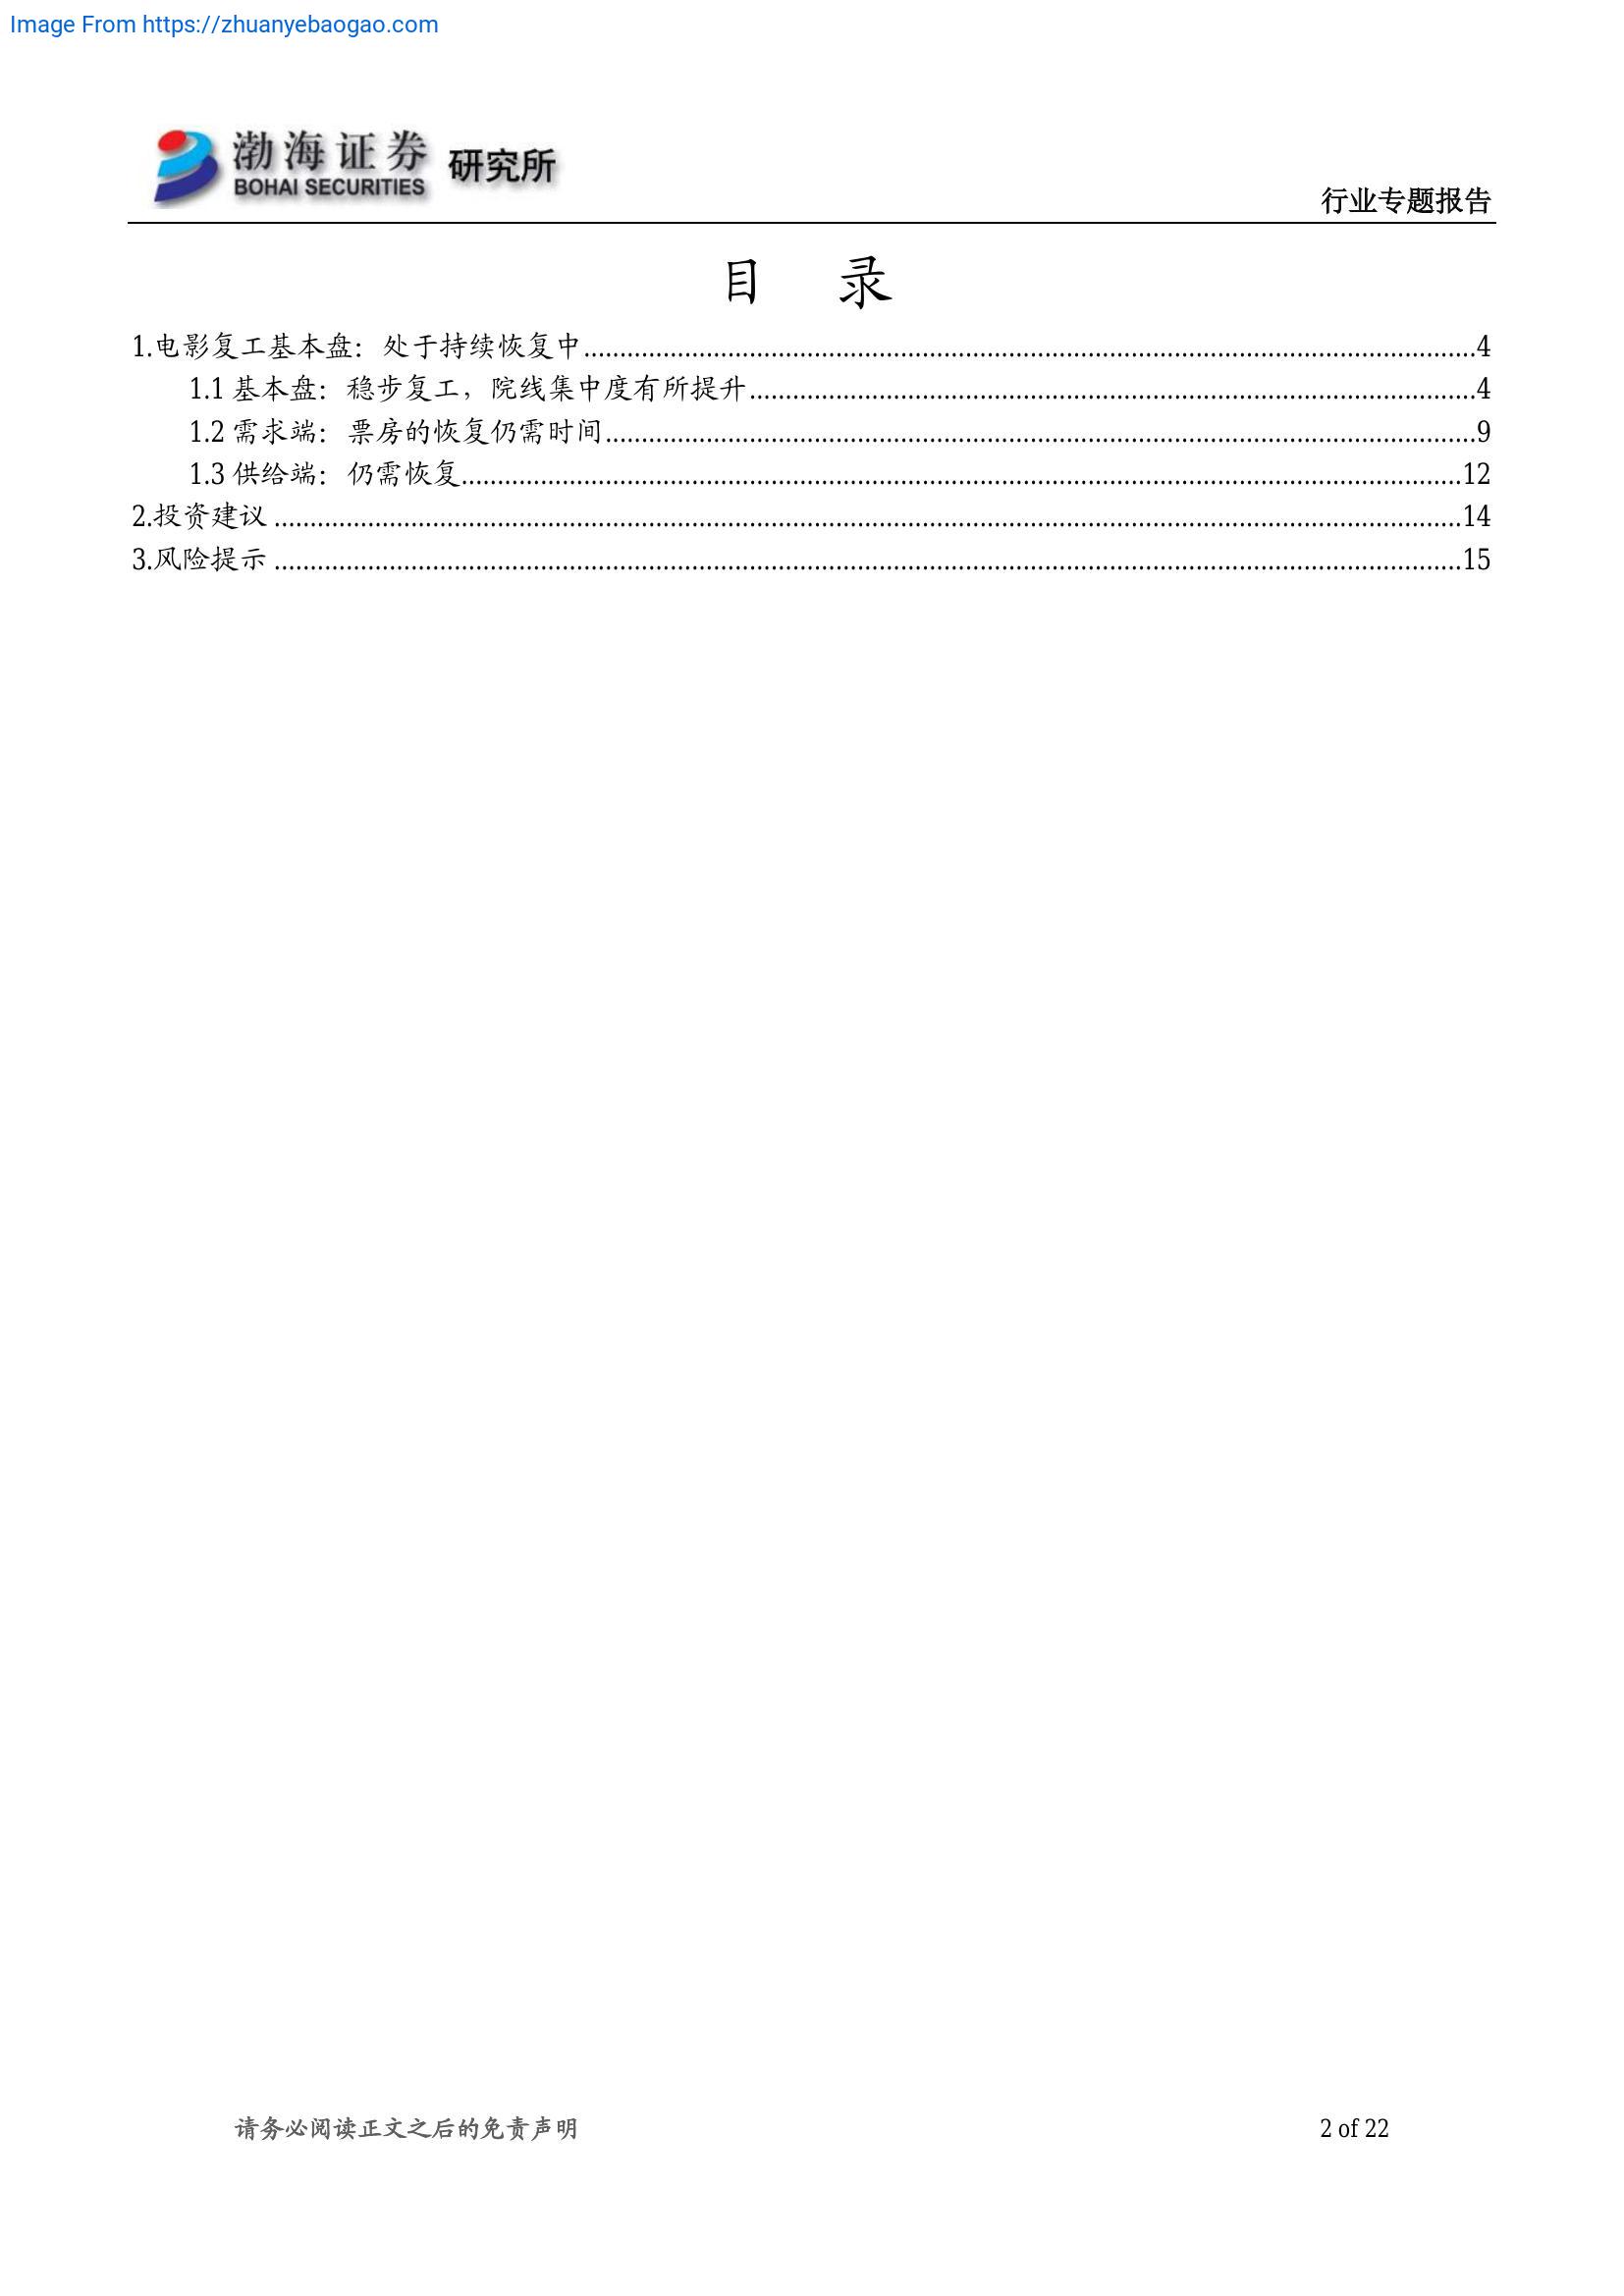 Image From https://zhuanyebaogao.com
渤海证券 研究所
BOHAI SECURITIES
行业专题报告
目 录
1.电影复工基本盘：处于持续恢复中........................................4
1.1 基本盘：稳步复工，院线集中度有所提升........................................4
1.2 需求端：票房的恢复仍需时间........................................9
1.3 供给端：仍需恢复........................................12
2.投资建议 ........................................14
3.风险提示 ........................................15
请务必阅读正文之后的免责声明
2 of 22